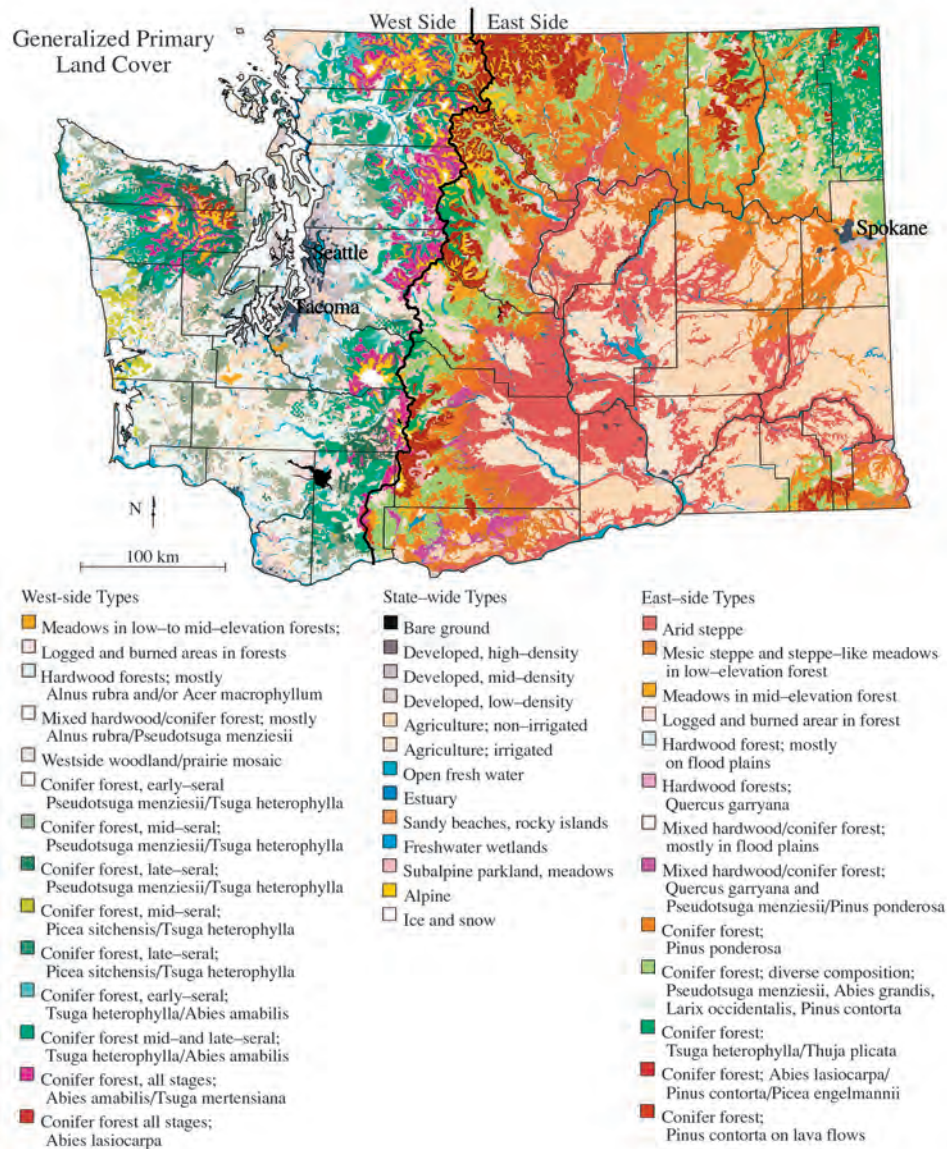 Generalized Primary
Land Cover
West Side
East Side
Seattle
Tacoma
Spokane
N
100 km
West-side Types
Meadows in low–to mid–elevation forests;
Logged and burned areas in forests
Hardwood forests; mostly
Alnus rubra and/or Acer macrophyllum
Mixed hardwood/conifer forest; mostly
Alnus rubra/Pseudotsuga menziesii
Westside woodland/prairie mosaic
Conifer forest, early–seral
Pseudotsuga menziesii/Tsuga heterophylla
Conifer forest, mid–seral;
Pseudotsuga menziesii/Tsuga heterophylla
Conifer forest, late–seral;
Pseudotsuga menziesii/Tsuga heterophylla
Conifer forest, mid–seral;
Picea sitchensis/Tsuga heterophylla
Conifer forest, late–seral;
Picea sitchensis/Tsuga heterophylla
Conifer forest, early–seral;
Tsuga heterophylla/Abies amabilis
Conifer forest mid–and late–seral;
Tsuga heterophylla/Abies amabilis
Conifer forest, all stages;
Abies amabilis/Tsuga mertensiana
Conifer forest all stages;
Abies lasiocarpa
State–wide Types
Bare ground
Developed, high–density
Developed, mid–density
Developed, low–density
Agriculture; non–irrigated
Agriculture; irrigated
Open fresh water
Estuary
Sandy beaches, rocky islands
Freshwater wetlands
Subalpine parkland, meadows
Alpine
Ice and snow
East–side Types
Arid steppe
Mesic steppe and steppe–like meadows
in low–elevation forest
Meadows in mid–elevation forest
Logged and burned arear in forest
Hardwood forest; mostly
on flood plains
Hardwood forests;
Quercus garryana
Mixed hardwood/conifer forest;
mostly in flood plains
Mixed hardwood/conifer forest;
Quercus garryana and
Pseudotsuga menziesii/Pinus ponderosa
Conifer forest;
Pinus ponderosa
Conifer forest; diverse composition;
Pseudotsuga menziesii, Abies grandis,
Larix occidentalis, Pinus contorta
Conifer forest:
Tsuga heterophylla/Thuja plicata
Conifer forest; Abies lasiocarpa/
Pinus contorta/Picea engelmannii
Conifer forest;
Pinus contorta on lava flows